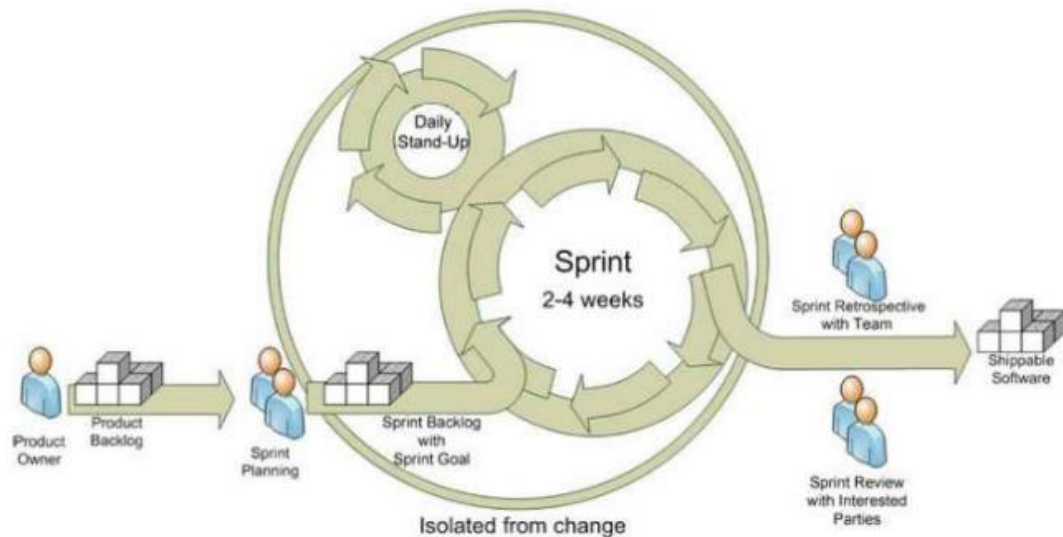 Daily
Stand-Up
Sprint
2-4 weeks
Sprint Retrospective
with Team
Shippable
Software
Product
Owner
Product
Backlog
Sprint
Planning
Sprint Backlog
with
Sprint Goal
Sprint Review
with Interested
Parties
Isolated from change